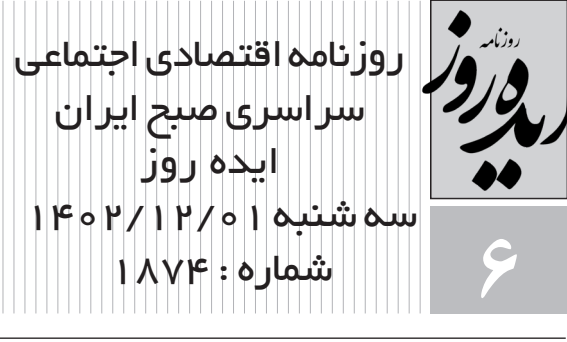 روزنامه اقتصادی اجتماعی
سراسری صبح ایران
ایده روز
سه شنبه ۱۴۰۲/۱۲/۰۱
شماره : ۱۸۷۴
روزنامه
ایده روز
۶